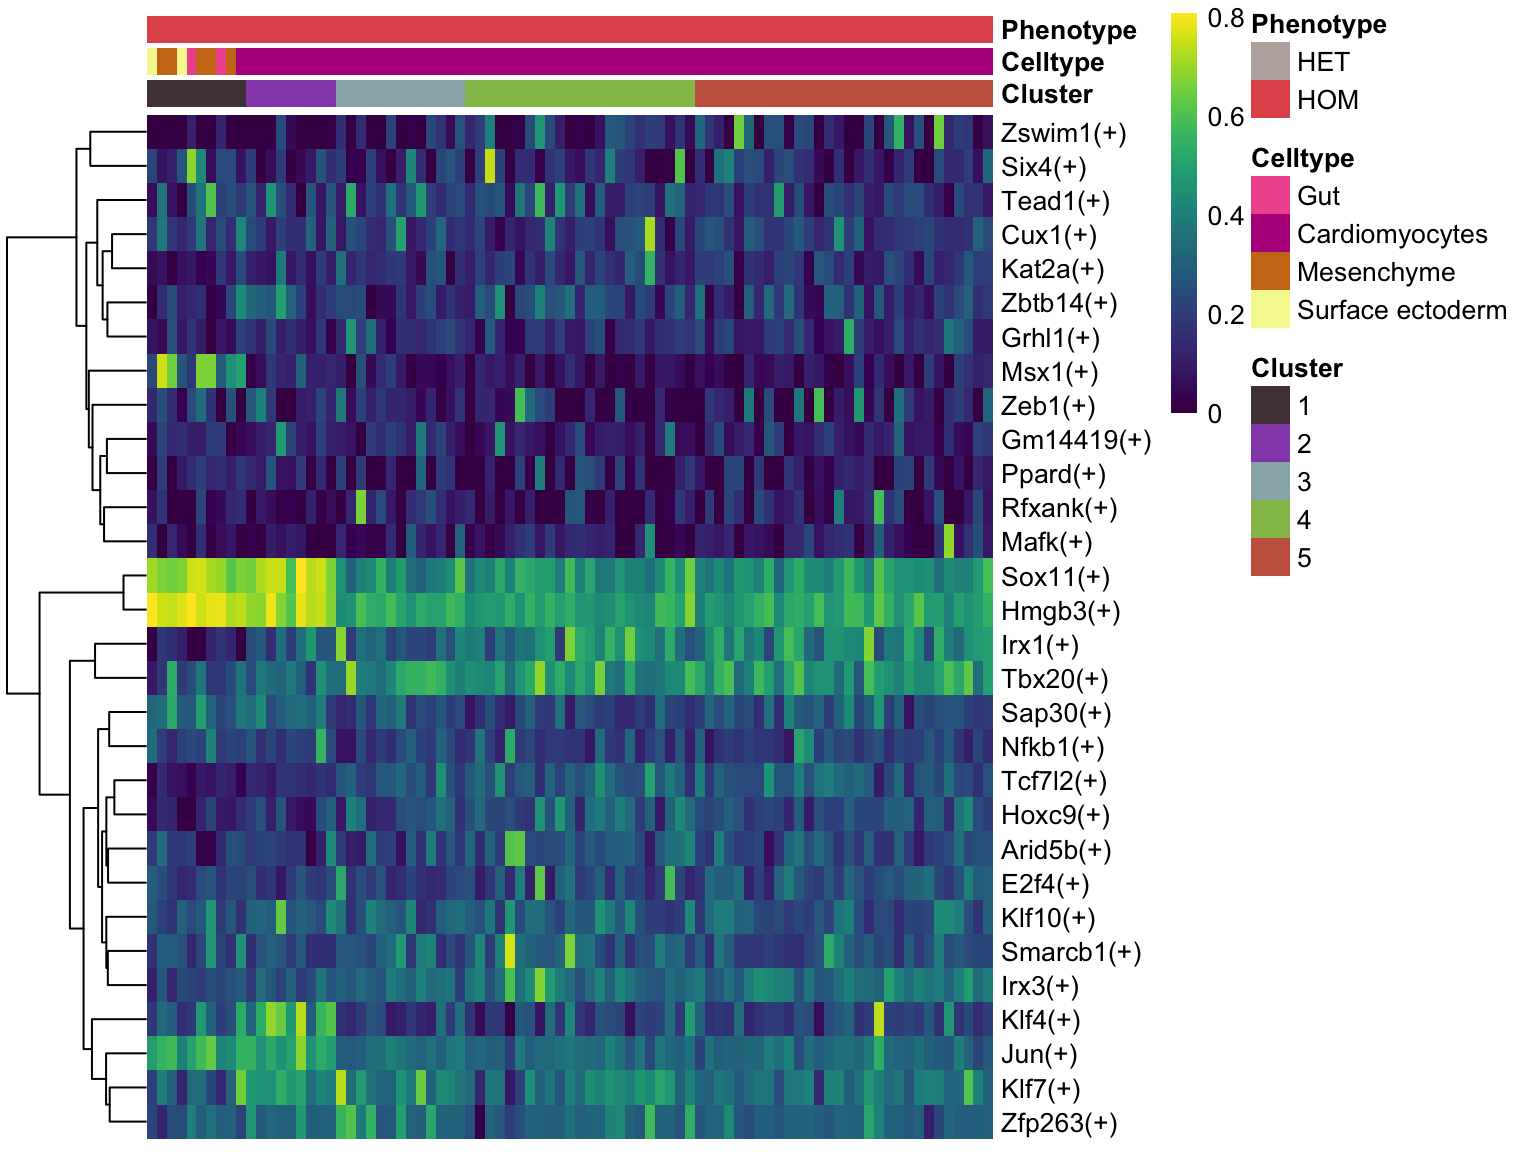 Phenotype
Celltype
Cluster
Zswim1(+)
Six4(+)
Tead1(+)
Cux1(+)
Kat2a(+)
Zbtb14(+)
Grhl1(+)
Msx1(+)
Zeb1(+)
Gm14419(+)
Ppard(+)
Rfxank(+)
Mafk(+)
Sox11(+)
Hmgb3(+)
Irx1(+)
Tbx20(+)
Sap30(+)
Nfkb1(+)
Tcf7l2(+)
Hoxc9(+)
Arid5b(+)
E2f4(+)
Klf10(+)
Smarcb1(+)
Irx3(+)
Klf4(+)
Jun(+)
Klf7(+)
Zfp263(+)
0.8
0.6
0.4
0.2
0
Phenotype
HET
HOM
Celltype
Gut
Cardiomyocytes
Mesenchyme
Surface ectoderm
Cluster
1
2
3
4
5